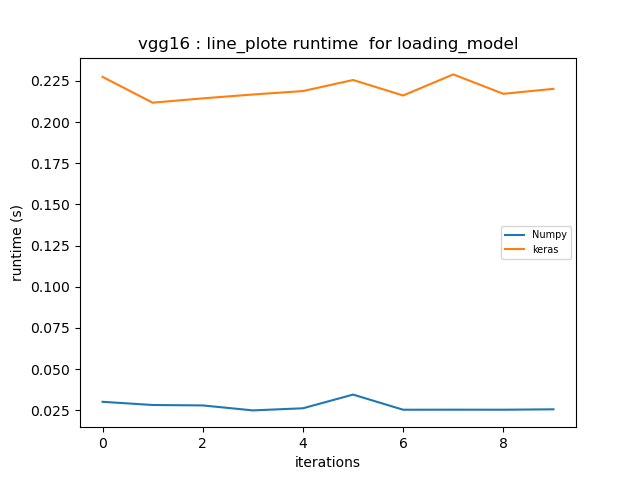 vgg16 : line_plote runtime  for loading_model
runtime (s)
0.225
0.200
0.175
0.150
0.125
0.100
0.075
0.050
0.025
Numpy
keras
0 2 4 6 8
iterations